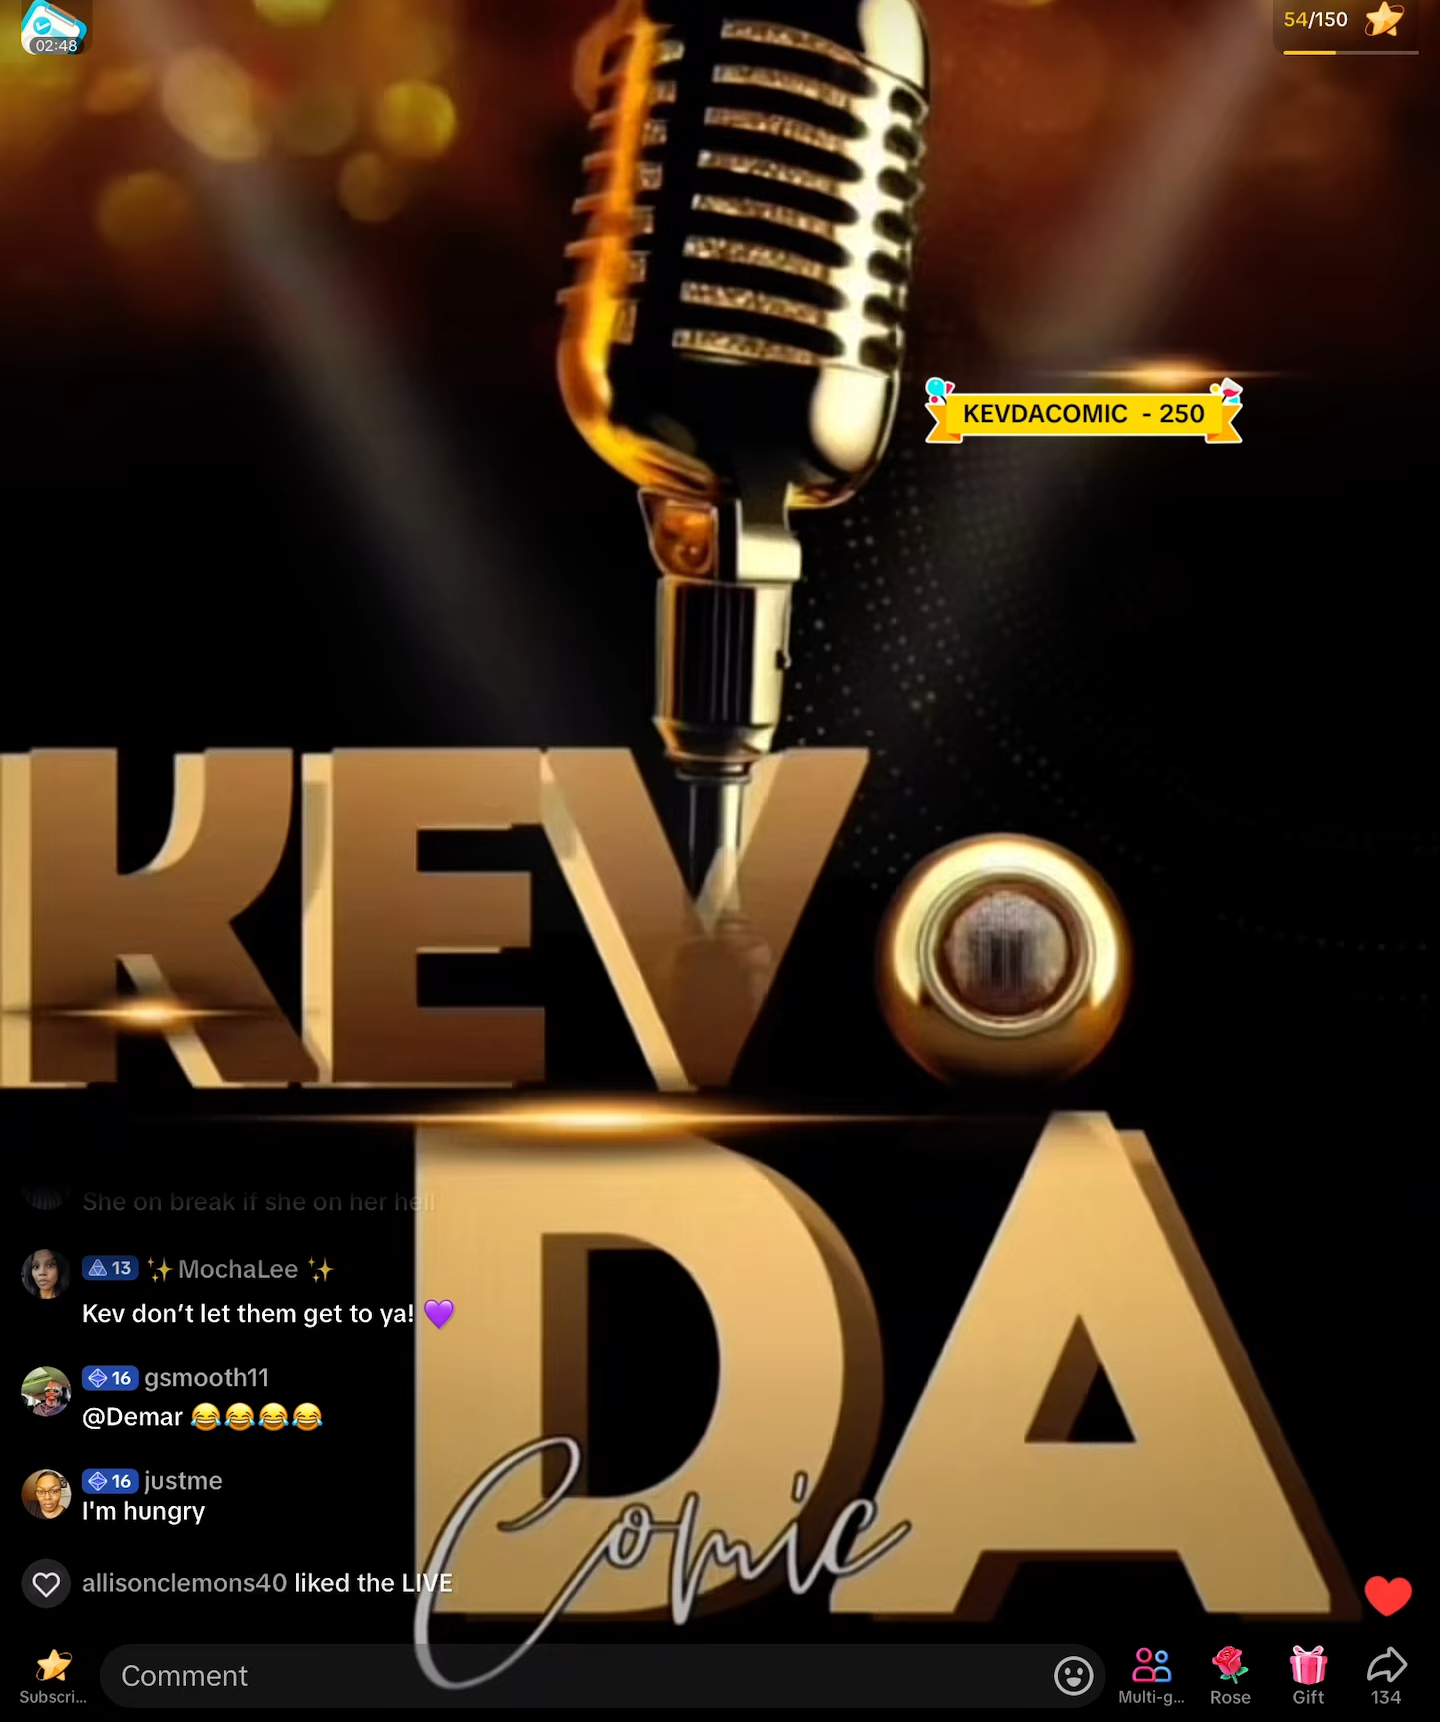 02:48
54/150
KEVDACOMIC - 250
KEV
DA
Comic
She on break if she on her hell
13 ✨MochaLee ✨
Kev don’t let them get to ya! 💜
16 gsmooth11
@Demar 😂😂😂😂
16 justme
I'm hungry
allisonclemons40 liked the LIVE
Subscri...
Comment
Multi-g...
Rose
Gift
134